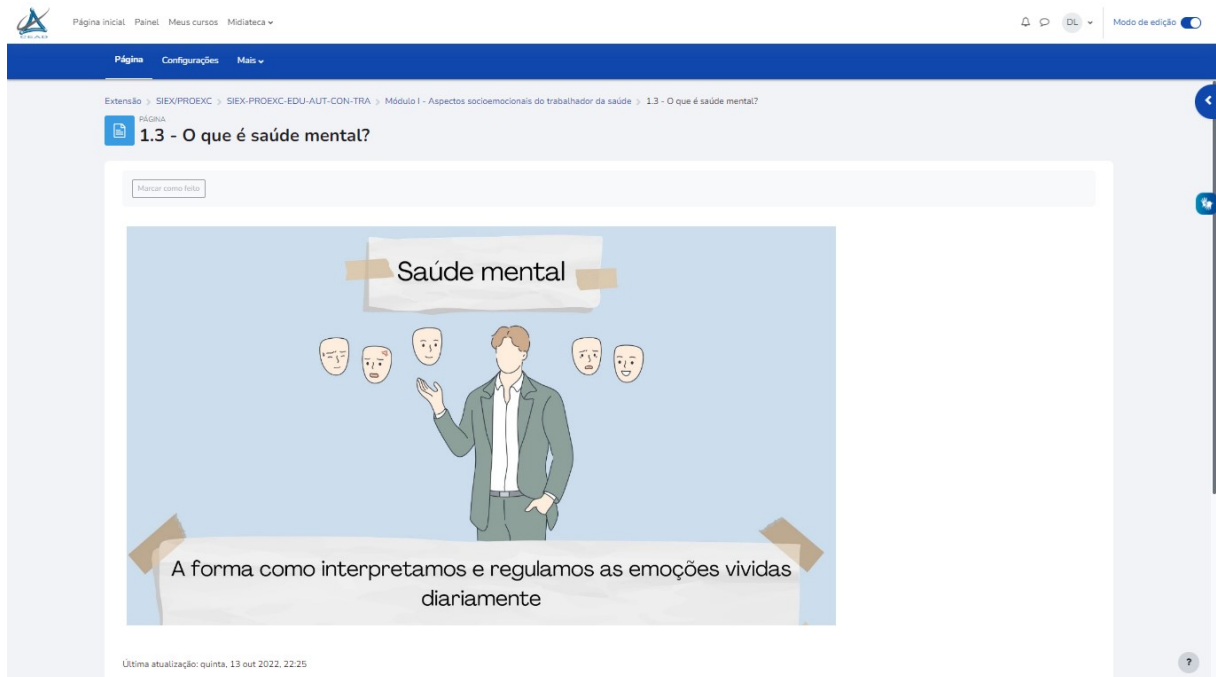 Página inicial Painel Meus cursos Midiateca
DL Modo de edição
Página Configurações Mais
Extensão > SIEX/PROEXC > SIEX-PROEXC-EDU-AUT-CON-TRA > Módulo I - Aspectos socioemocionais do trabalhador da saúde > 1.3 - O que é saúde mental?
PÁGINA
1.3 - O que é saúde mental?
Marcar como feito
Saúde mental
A forma como interpretamos e regulamos as emoções vividas
diariamente
Última atualização: quinta, 13 out 2022, 22:25
?